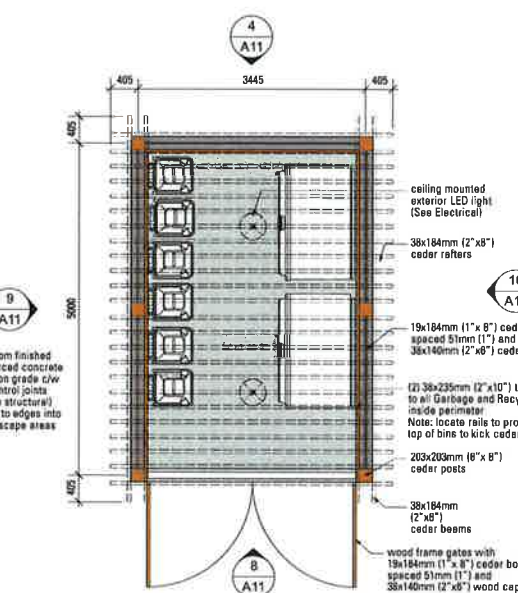 4
A11
405 3445 405
405
5000
405
ceiling mounted
exterior LED light
(See Electrical)
38x184mm (2"x8")
cedar rafters
9
A11
10
A11
19x184mm (1"x 8") ced
spaced 51mm (1") and
38x140mm (2"x6") cede
om finished
rced concrete
on grade c/w
ntrol joints
structural)
to edges into
scape areas
(2) 38x235mm (2"x10") t
to all Garbage and Recy
inside perimeter
Note: locate rails to pro
top of bins to kick cedar
203x203mm (8"x 8")
cedar posts
38x184mm
(2"x8")
cedar beams
8
A11
wood frame gates with
19x184mm (1"x 8") cedar bo
spaced 51mm (1") and
38x140mm (2"x6") wood cap